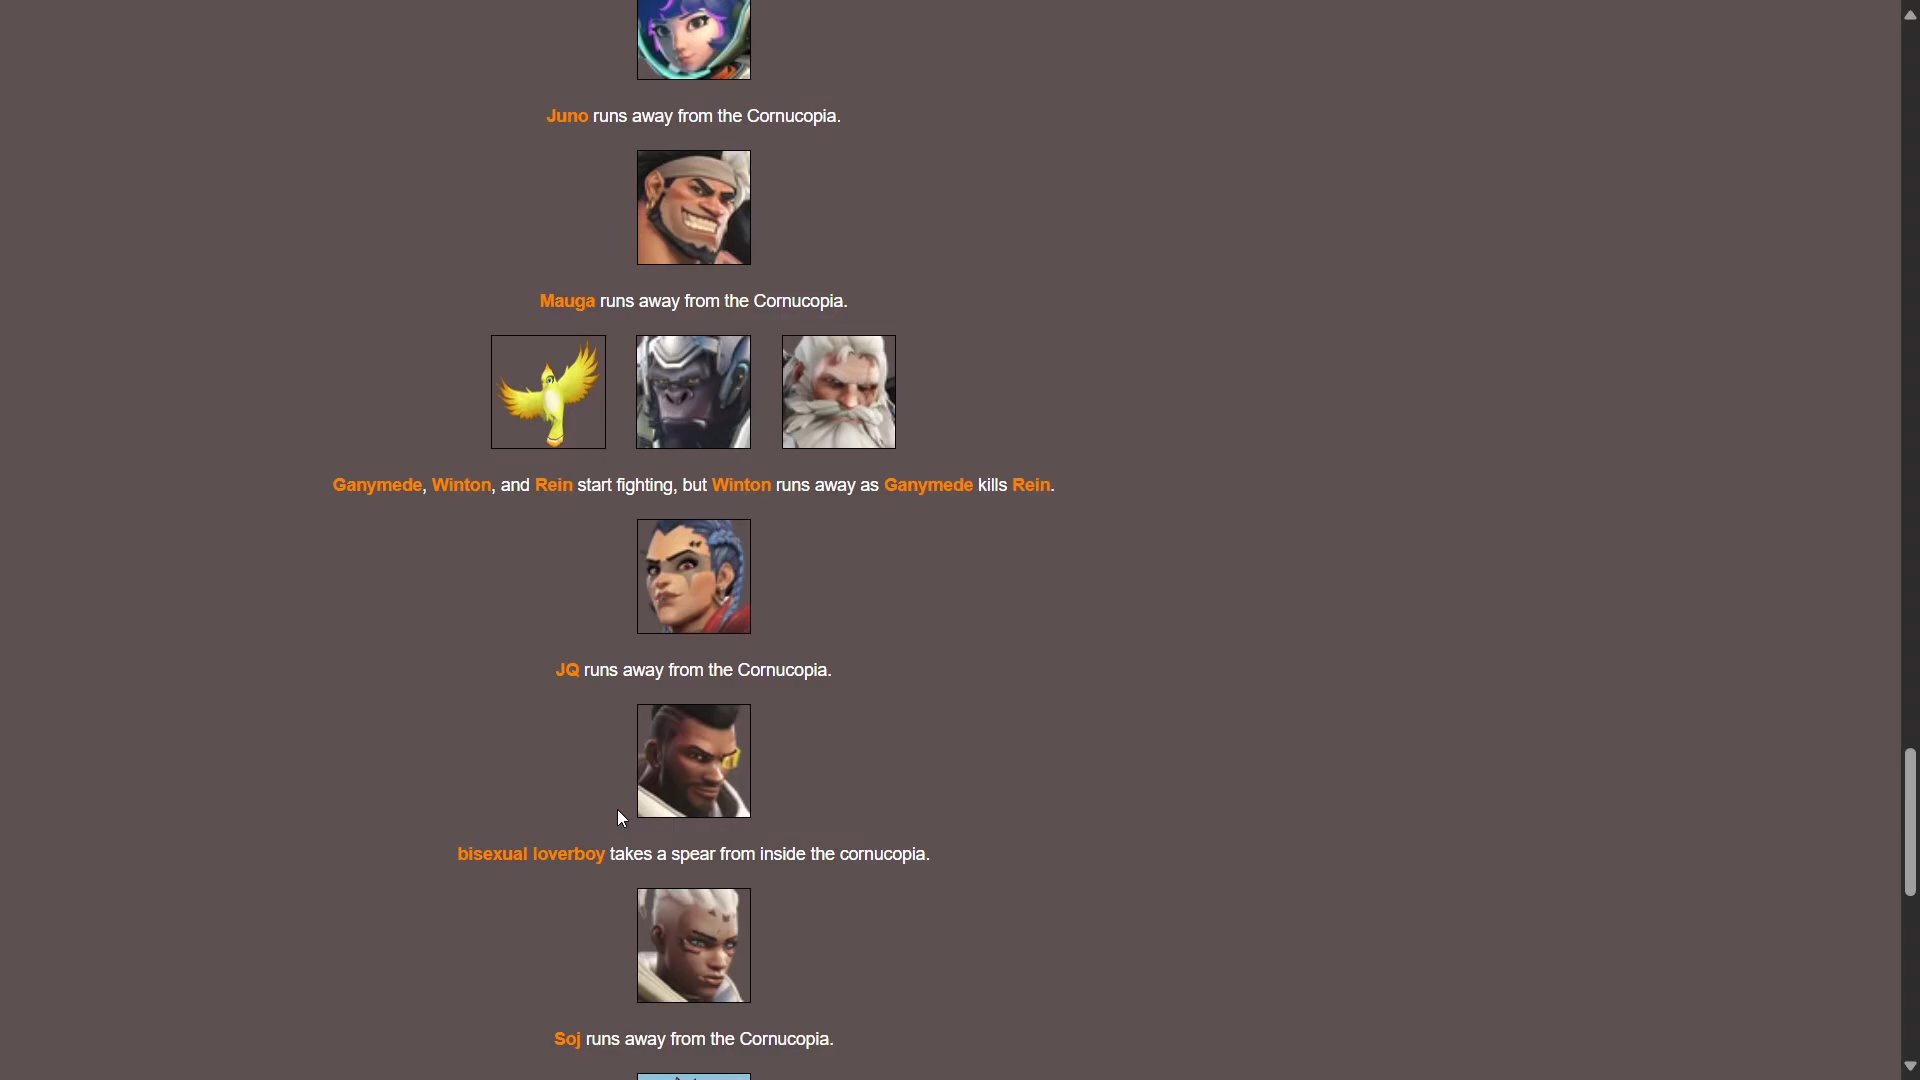 Juno runs away from the Cornucopia.
Mauga runs away from the Cornucopia.
Ganymede, Winton, and Rein start fighting, but Winton runs away as Ganymede kills Rein.
JQ runs away from the Cornucopia.
bisexual loverboy takes a spear from inside the cornucopia.
Soj runs away from the Cornucopia.